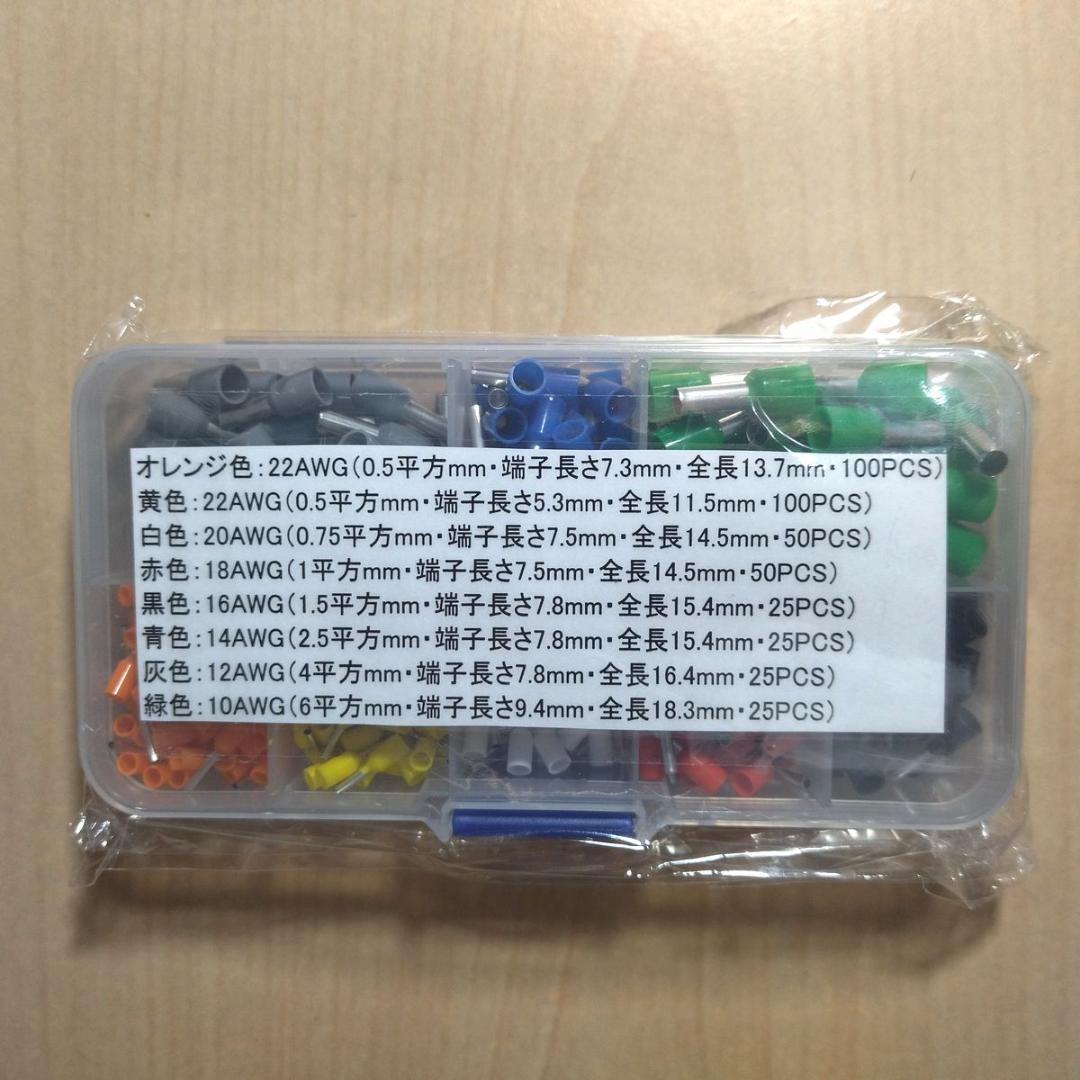 オレンジ色：22AWG（0.5平方mm・端子長さ7.3mm・全長13.7mm・100PCS）
黄色：22AWG（0.5平方mm・端子長さ5.3mm・全長11.5mm・100PCS）
白色：20AWG（0.75平方mm・端子長さ7.5mm・全長14.5mm・50PCS）
赤色：18AWG（1平方mm・端子長さ7.5mm・全長14.5mm・50PCS）
黒色：16AWG（1.5平方mm・端子長さ7.8mm・全長15.4mm・25PCS）
青色：14AWG（2.5平方mm・端子長さ7.8mm・全長15.4mm・25PCS）
灰色：12AWG（4平方mm・端子長さ7.8mm・全長16.4mm・25PCS）
緑色：10AWG（6平方mm・端子長さ9.4mm・全長18.3mm・25PCS）